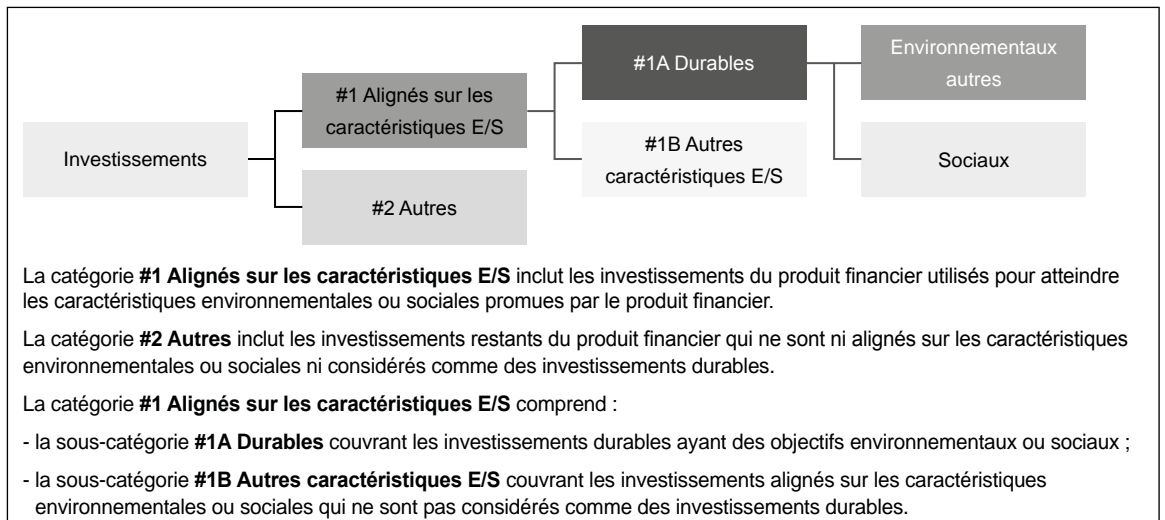 Investissements
#1 Alignés sur les
caractéristiques E/S
#2 Autres
#1A Durables
#1B Autres
caractéristiques E/S
Environnementaux
autres
Sociaux
La catégorie #1 Alignés sur les caractéristiques E/S inclut les investissements du produit financier utilisés pour atteindre
les caractéristiques environnementales ou sociales promues par le produit financier.
La catégorie #2 Autres inclut les investissements restants du produit financier qui ne sont ni alignés sur les caractéristiques
environnementales ou sociales ni considérés comme des investissements durables.
La catégorie #1 Alignés sur les caractéristiques E/S comprend :
- la sous-catégorie #1A Durables couvrant les investissements durables ayant des objectifs environnementaux ou sociaux ;
- la sous-catégorie #1B Autres caractéristiques E/S couvrant les investissements alignés sur les caractéristiques
environnementales ou sociales qui ne sont pas considérés comme des investissements durables.